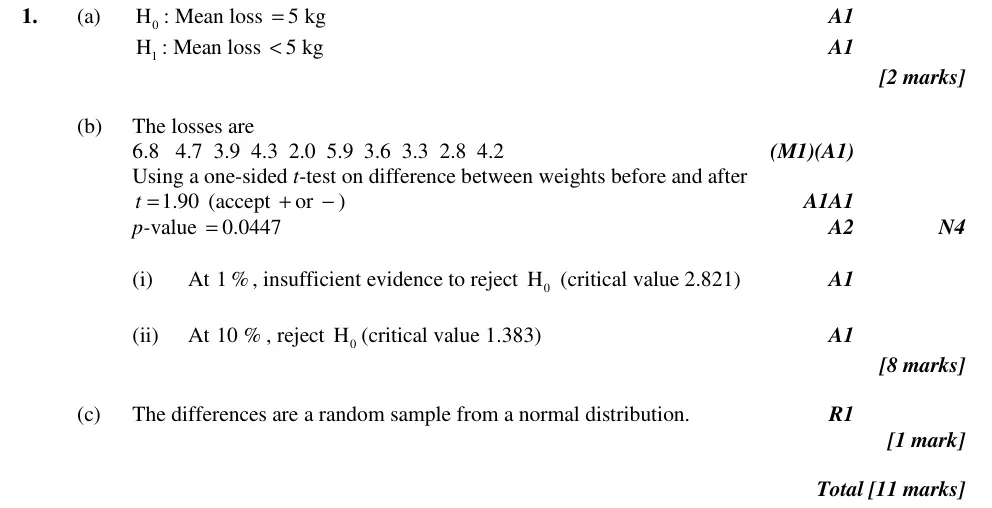 1. (a) H₀ : Mean loss = 5 kg A1
H₁ : Mean loss < 5 kg A1
[2 marks]
(b) The losses are
6.8 4.7 3.9 4.3 2.0 5.9 3.6 3.3 2.8 4.2 (M1)(A1)
Using a one-sided t-test on difference between weights before and after
t = 1.90 (accept + or −) A1A1
p-value = 0.0447 A2 N4
(i) At 1 % , insufficient evidence to reject H₀ (critical value 2.821) A1
(ii) At 10 % , reject H₀ (critical value 1.383) A1
[8 marks]
(c) The differences are a random sample from a normal distribution. R1
[1 mark]
Total [11 marks]